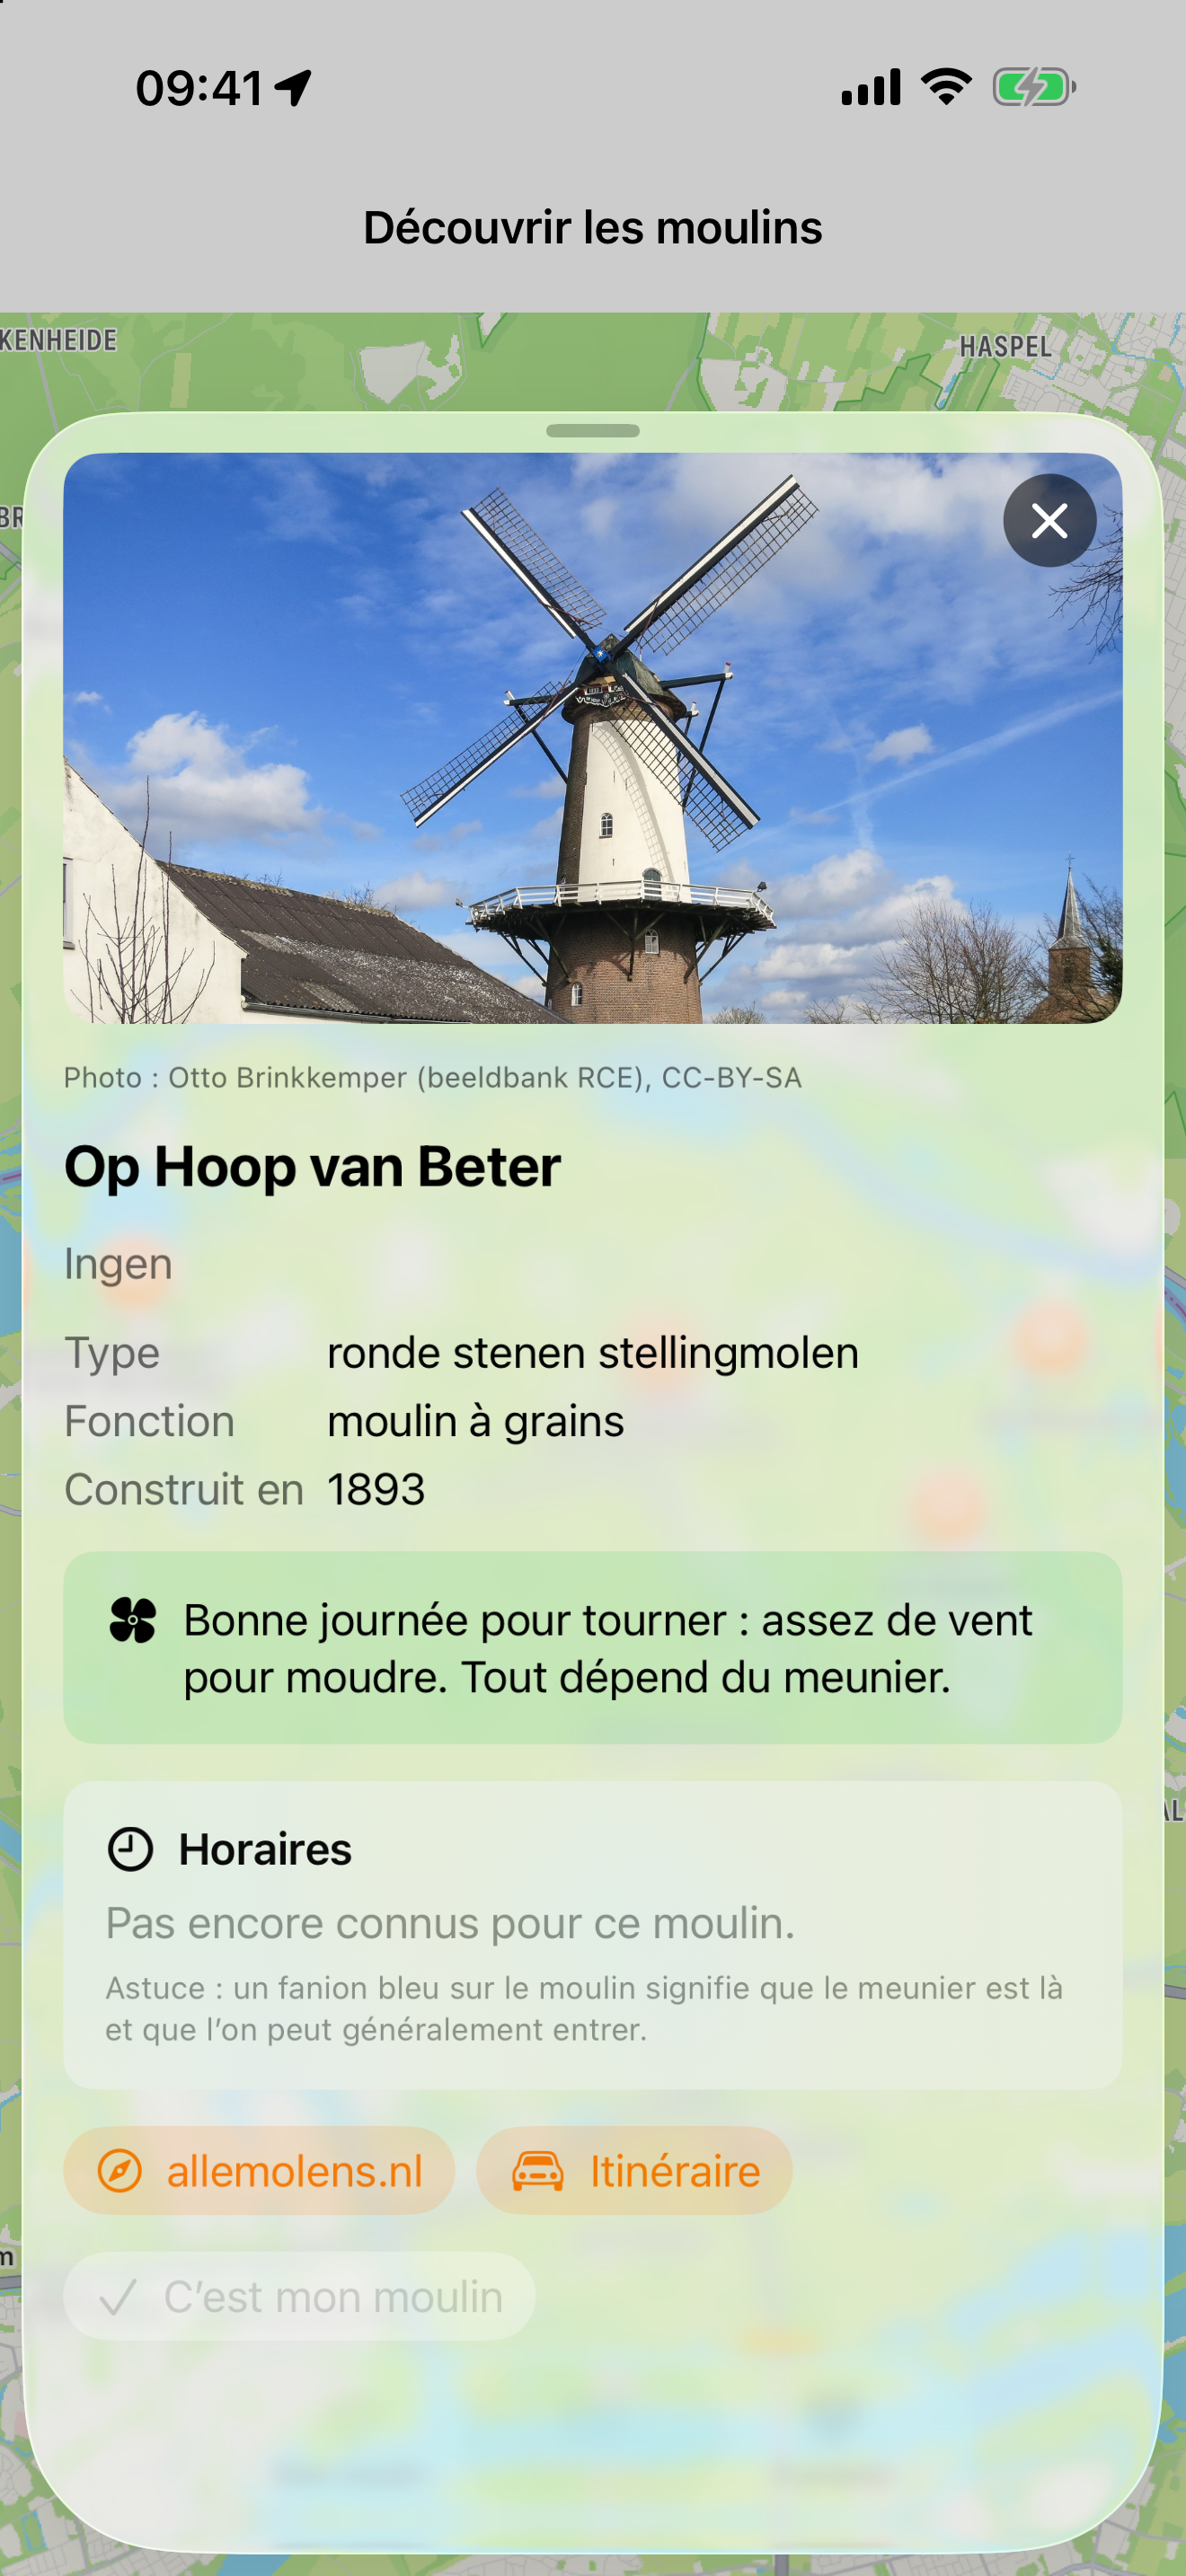 09:41
Découvrir les moulins
KENHEIDE
HASPEL
BR
Photo : Otto Brinkkemper (beeldbank RCE), CC-BY-SA
Op Hoop van Beter
Ingen
Type ronde stenen stellingmolen
Fonction moulin à grains
Construit en 1893
Bonne journée pour tourner : assez de vent
pour moudre. Tout dépend du meunier.
Horaires
Pas encore connus pour ce moulin.
Astuce : un fanion bleu sur le moulin signifie que le meunier est là
et que l’on peut généralement entrer.
allemolens.nl Itinéraire
m
C’est mon moulin